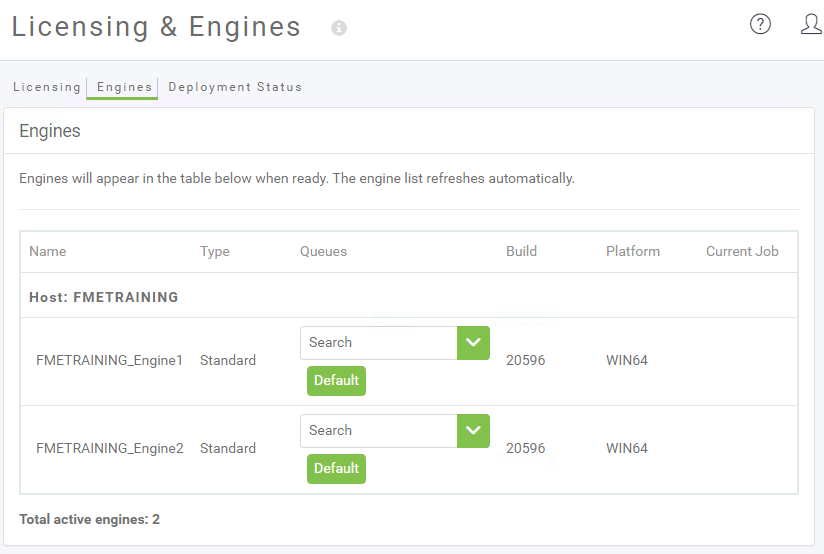 Licensing & Engines
Licensing Engines Deployment Status
Engines
Engines will appear in the table below when ready. The engine list refreshes automatically.
Name Type Queues Build Platform Current Job
Host: FMETRAINING
Search
FMETRAINING_Engine1 Standard 20596 WIN64
Default
Search
FMETRAINING_Engine2 Standard 20596 WIN64
Default
Total active engines: 2